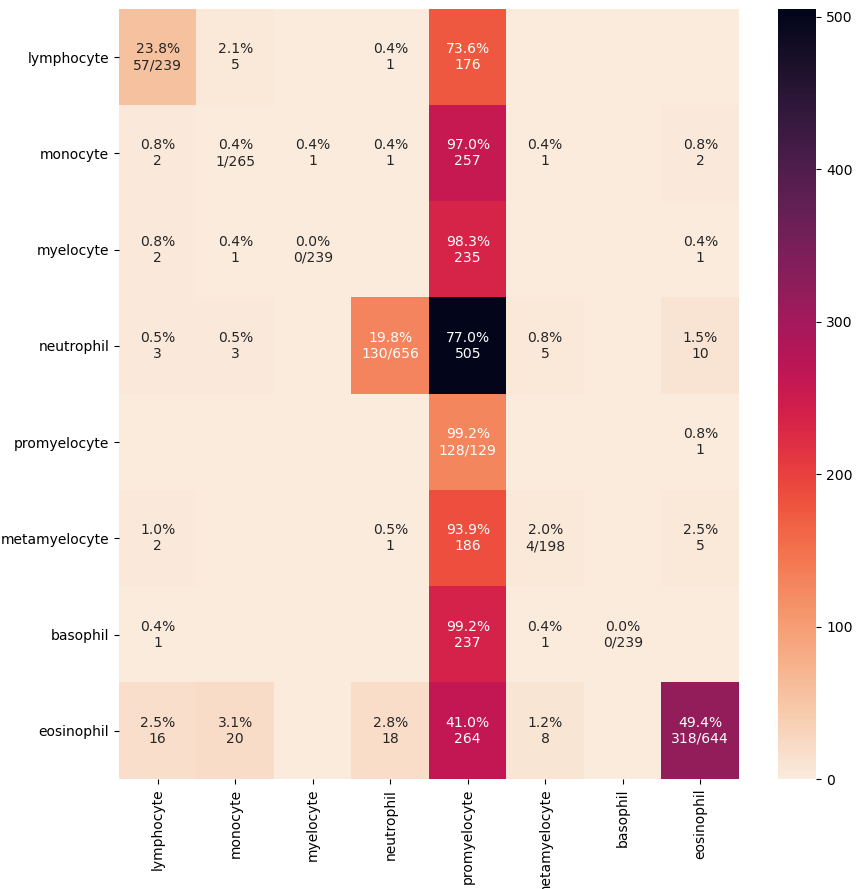 lymphocyte
23.8% 2.1% 0.4% 73.6%
57/239 5 1 176
monocyte
0.8% 0.4% 0.4% 0.4% 97.0% 0.4% 0.8%
2 1/265 1 1 257 1 2
myelocyte
0.8% 0.4% 0.0% 98.3% 0.4%
2 1 0/239 235 1
neutrophil
0.5% 0.5% 19.8% 77.0% 0.8% 1.5%
3 3 130/656 505 5 10
promyelocyte
99.2% 0.8%
128/129 1
metamyelocyte
1.0% 0.5% 93.9% 2.0% 2.5%
2 1 186 4/198 5
basophil
0.4% 99.2% 0.4% 0.0%
1 237 1 0/239
eosinophil
2.5% 3.1% 2.8% 41.0% 1.2% 49.4%
16 20 18 264 8 318/644
lymphocyte
monocyte
myelocyte
neutrophil
promyelocyte
netamyelocyte
basophil
eosinophil
500
400
300
200
100
0